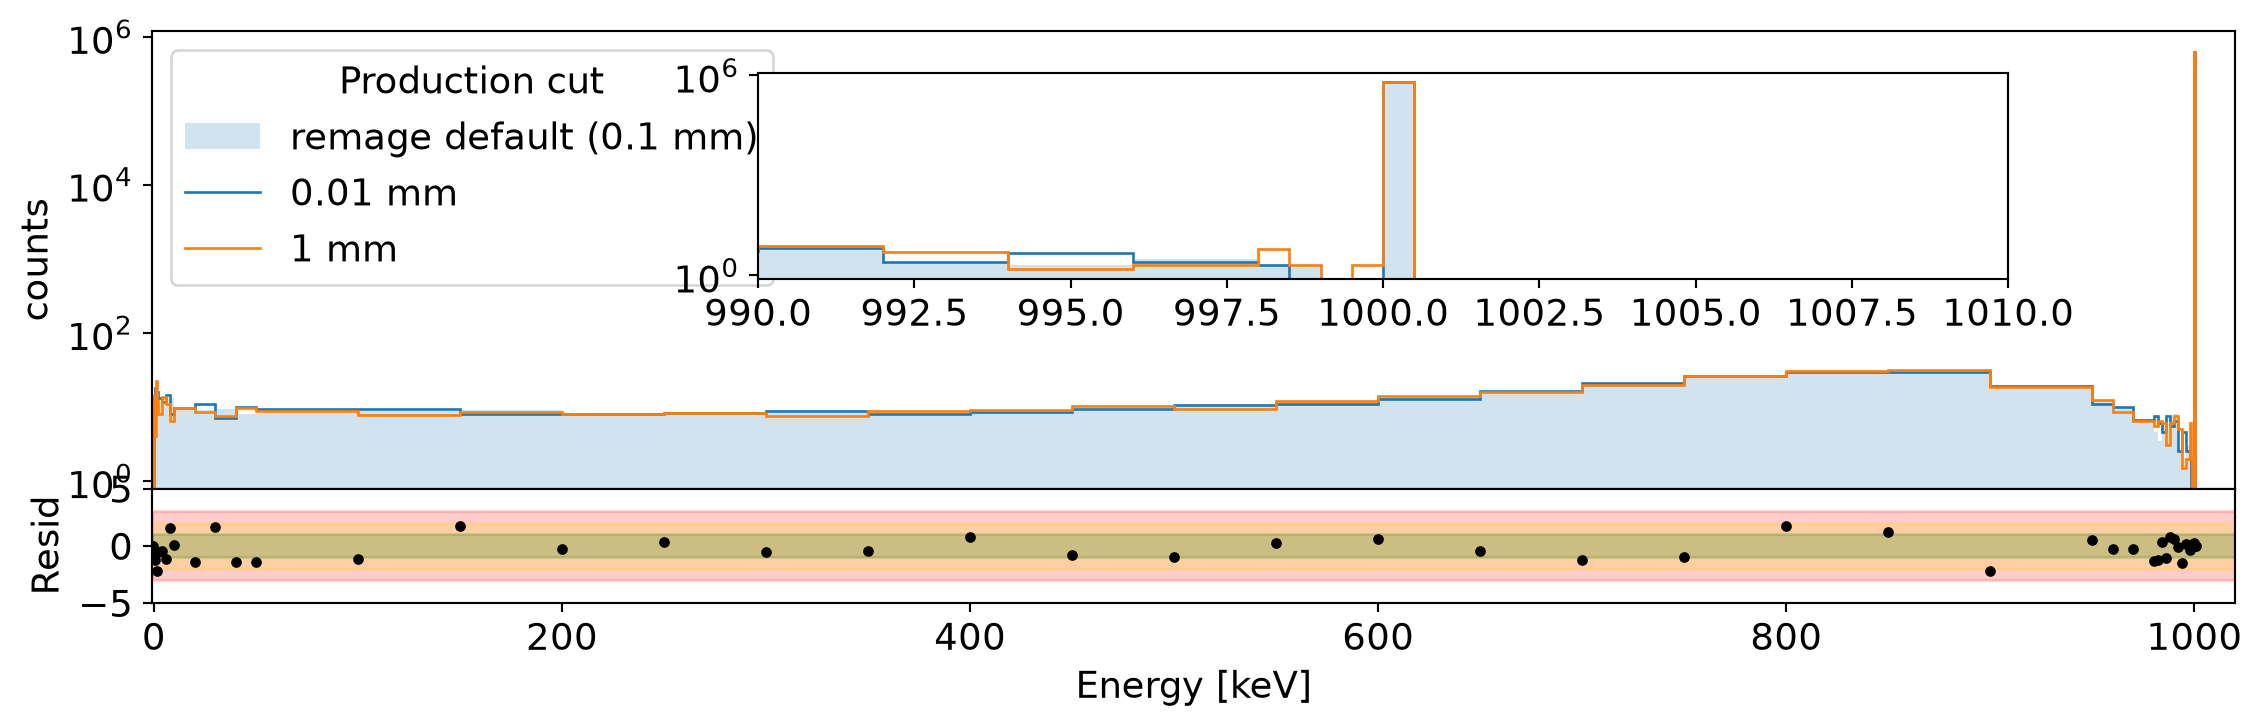 Production cut
remage default (0.1 mm)
0.01 mm
1 mm
counts
10^6
10^4
10^2
10^0
10^6
10^0
990.0 992.5 995.0 997.5 1000.0 1002.5 1005.0 1007.5 1010.0
Resid
5
0
−5
0 200 400 600 800 1000
Energy [keV]